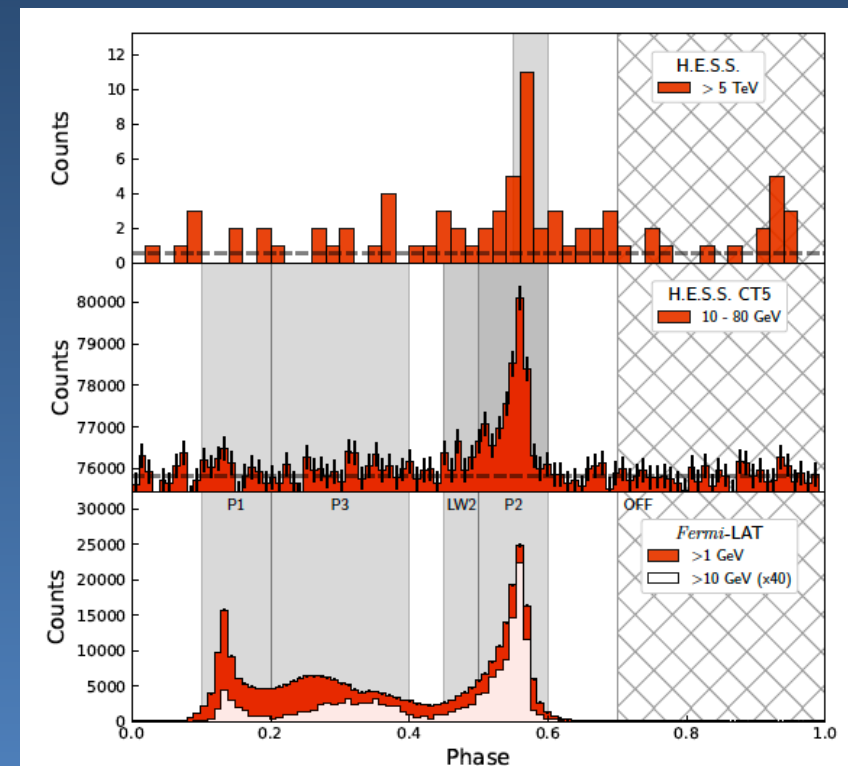 H.E.S.S.
> 5 TeV
Counts
12
10
8
6
4
2
0
H.E.S.S. CT5
10 - 80 GeV
Counts
80000
79000
78000
77000
76000
P1
P3
LW2
P2
OFF
Fermi-LAT
>1 GeV
>10 GeV (x40)
Counts
30000
25000
20000
15000
10000
5000
0
0.0 0.2 0.4 0.6 0.8 1.0
Phase